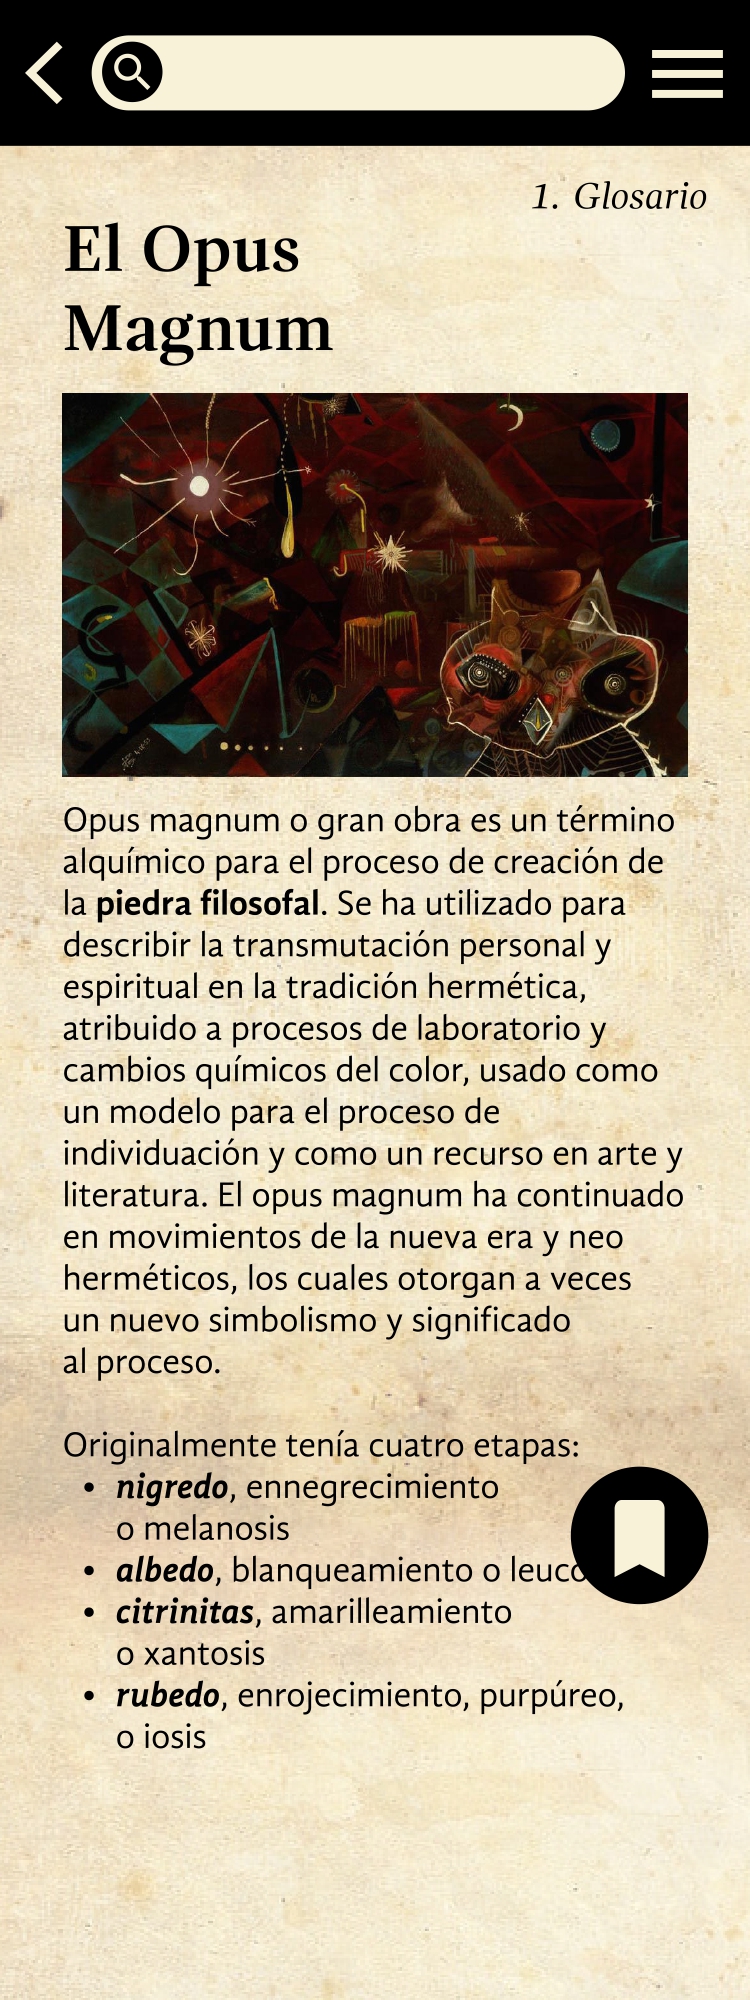 1. Glosario
El Opus
Magnum
Opus magnum o gran obra es un término
alquímico para el proceso de creación de
la piedra filosofal. Se ha utilizado para
describir la transmutación personal y
espiritual en la tradición hermética,
atribuido a procesos de laboratorio y
cambios químicos del color, usado como
un modelo para el proceso de
individuación y como un recurso en arte y
literatura. El opus magnum ha continuado
en movimientos de la nueva era y neo
herméticos, los cuales otorgan a veces
un nuevo simbolismo y significado
al proceso.
Originalmente tenía cuatro etapas:
• nigredo, ennegrecimiento
o melanosis
• albedo, blanqueamiento o
• citrinitas, amarilleamiento
o xantosis
• rubedo, enrojecimiento, purpúreo,
o iosis